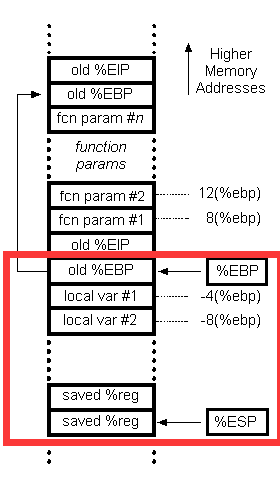 Higher
Memory
Addresses
old %EIP
old %EBP
fcn param #n
function
params
fcn param #2 12(%ebp)
fcn param #1 8(%ebp)
old %EIP
old %EBP %EBP
local var #1 -4(%ebp)
local var #2 -8(%ebp)
saved %reg
saved %reg %ESP